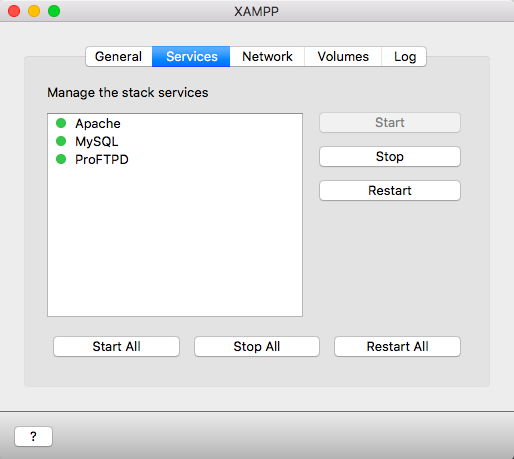 XAMPP
General Services Network Volumes Log
Manage the stack services
Apache
MySQL
ProFTPD
Start
Stop
Restart
Start All Stop All Restart All
?